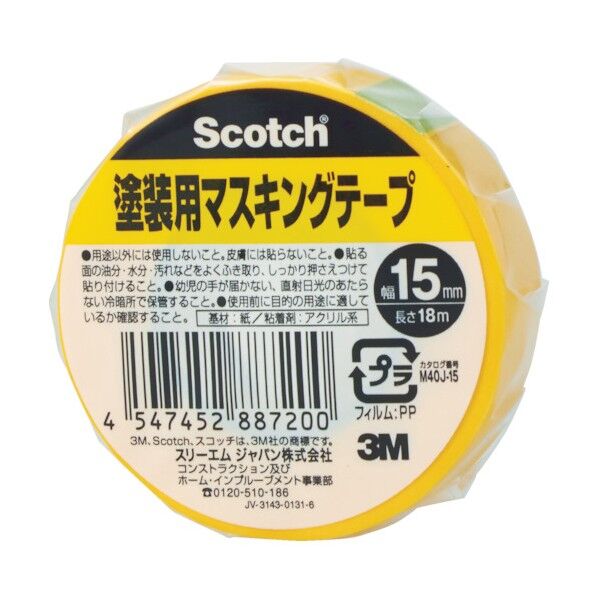 Scotch®
塗装用マスキングテープ
●用途以外には使用しないこと。皮膚には貼らないこと。●貼る
面の油分・水分・汚れなどをよくふき取り、しっかり押さえつけて
貼り付けること。●幼児の手が届かない、直射日光のあたら
ない冷暗所で保管すること。●使用前に目的の用途に適して
いるか確認すること。
基材:紙/粘着剤:アクリル系
幅15mm
長さ18m
プラ
フィルム:PP
カタログ番号
M40J-15
3M
4 547452 887200
3M、Scotch、スコッチは、3M社の商標です。
スリーエム ジャパン株式会社
コンストラクション及び
ホーム・インプルーブメント事業部
☎0120-510-186
JV-3143-0131-6